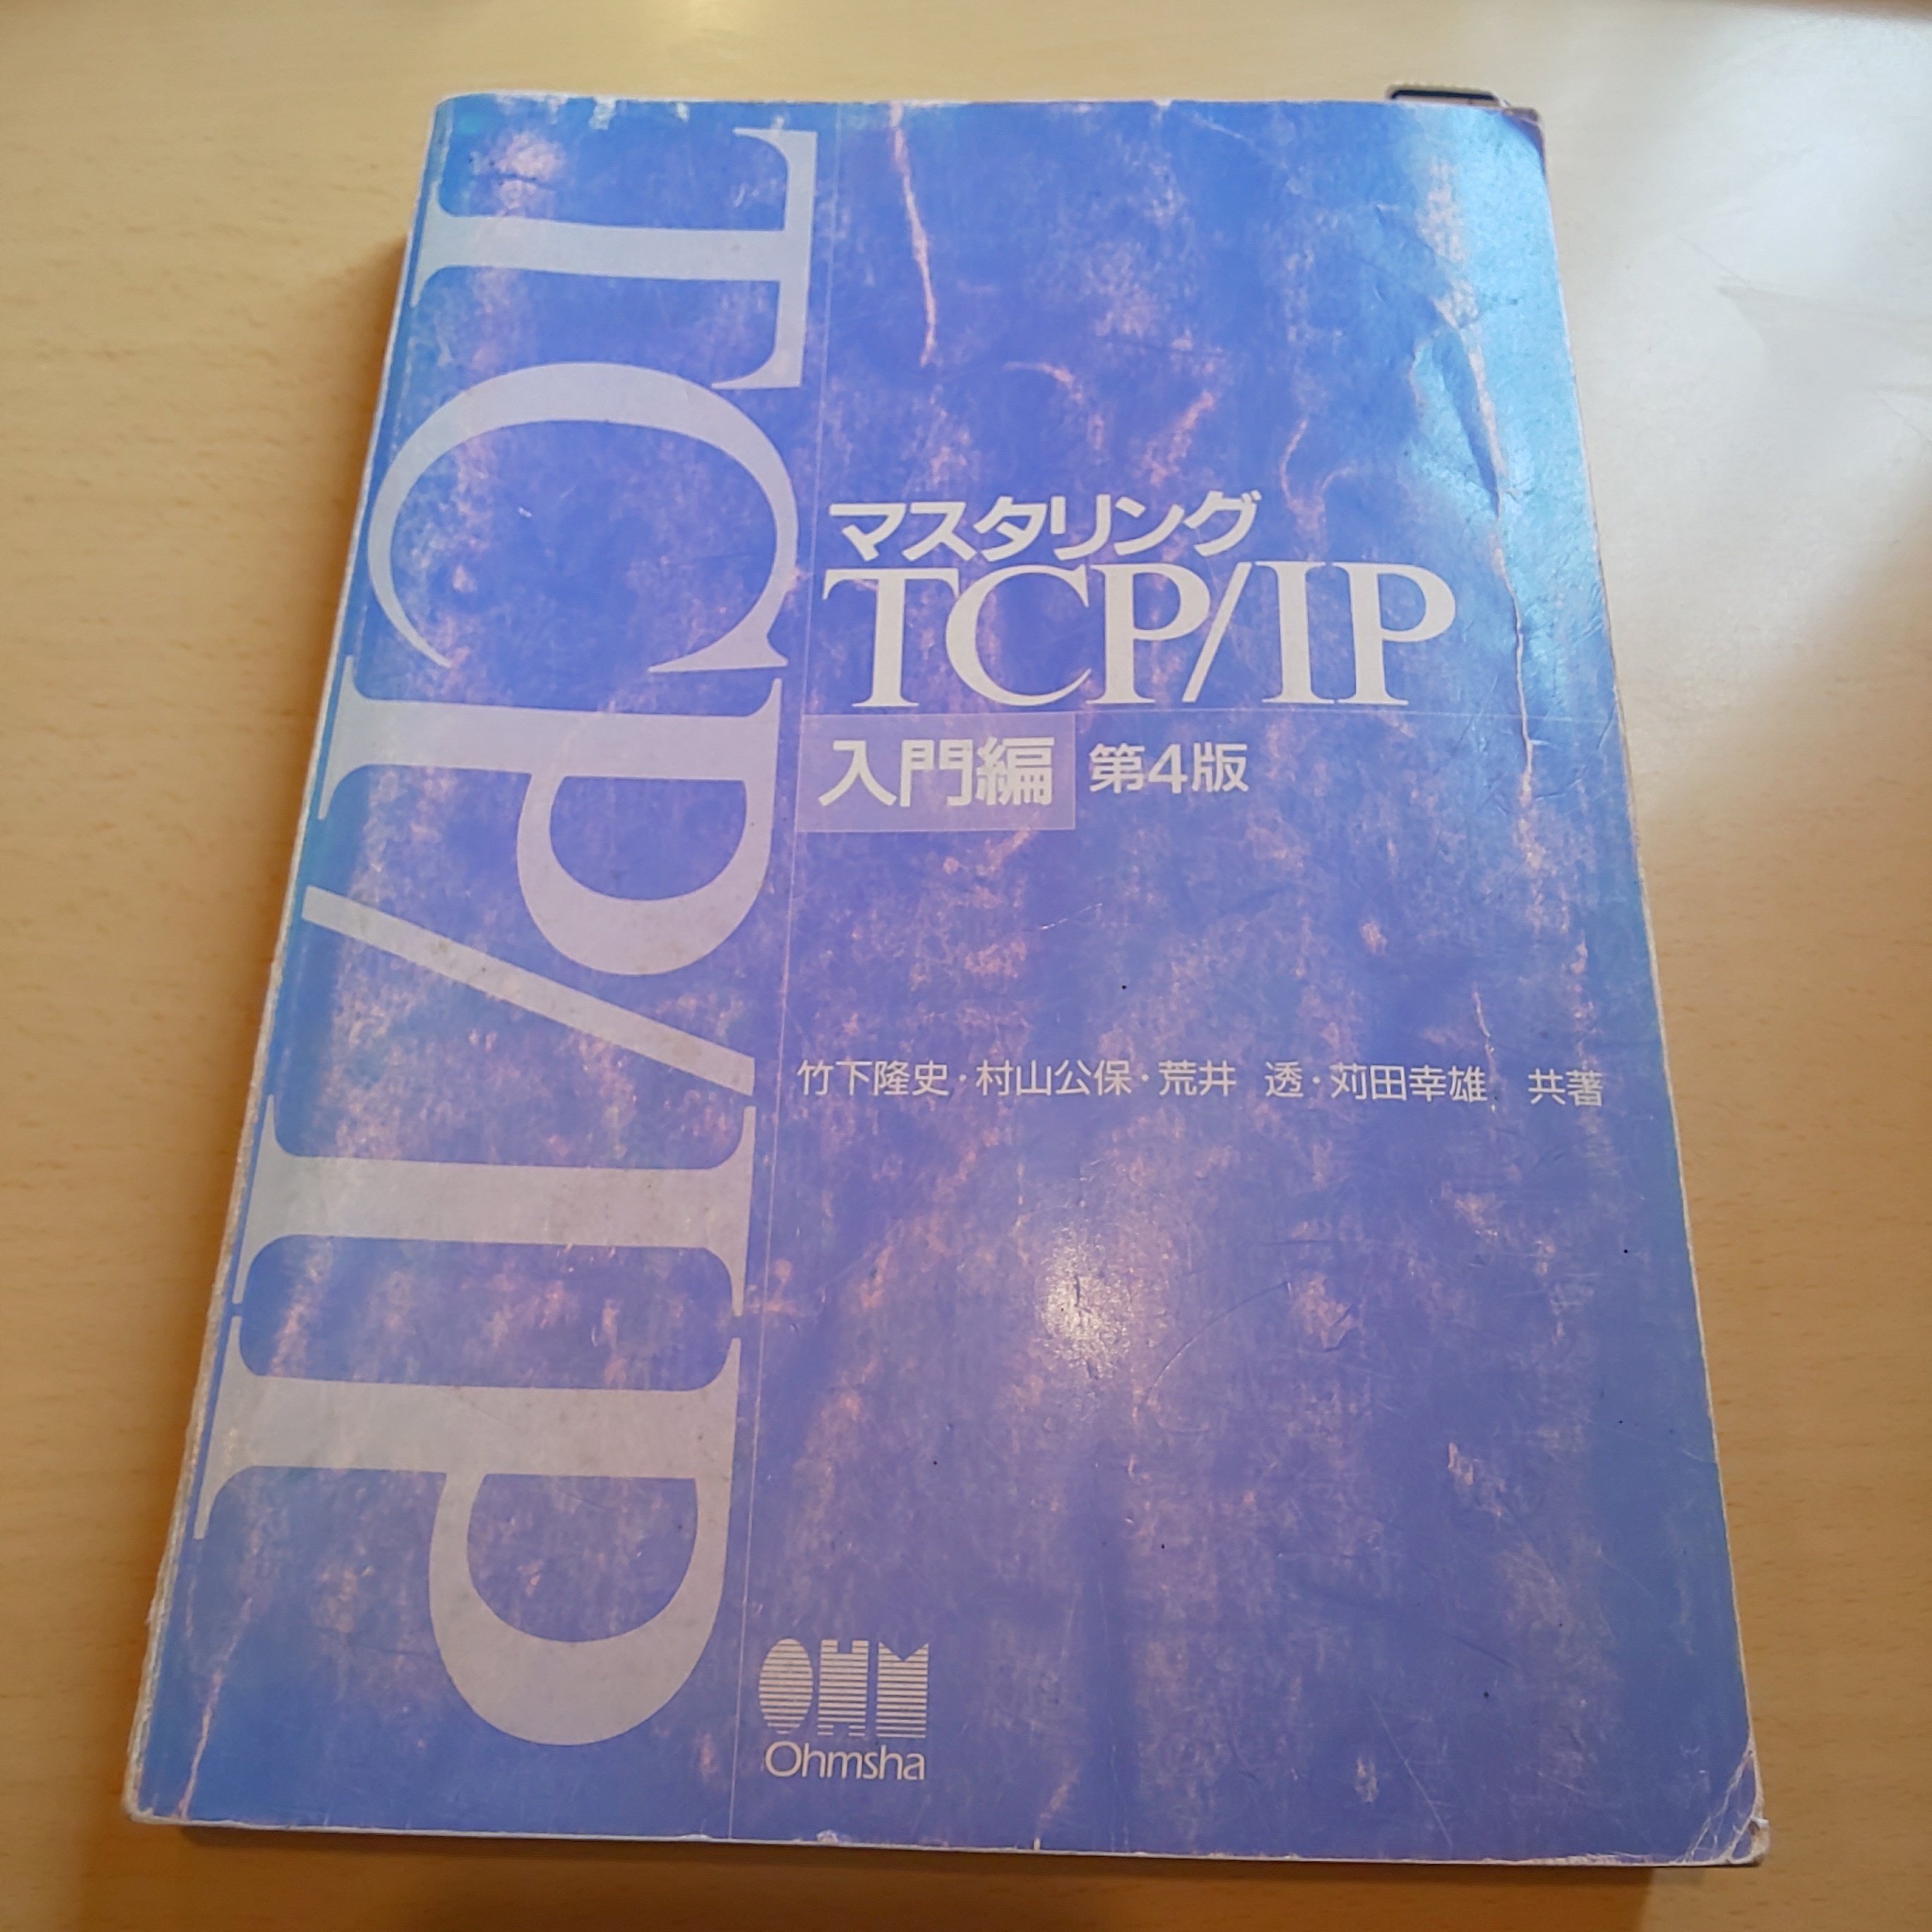 TCP/IP
マスタリング
TCP/IP
入門編 第4版
竹下隆史・村山公保・荒井 透・苅田幸雄 共著
OHM
Ohmsha